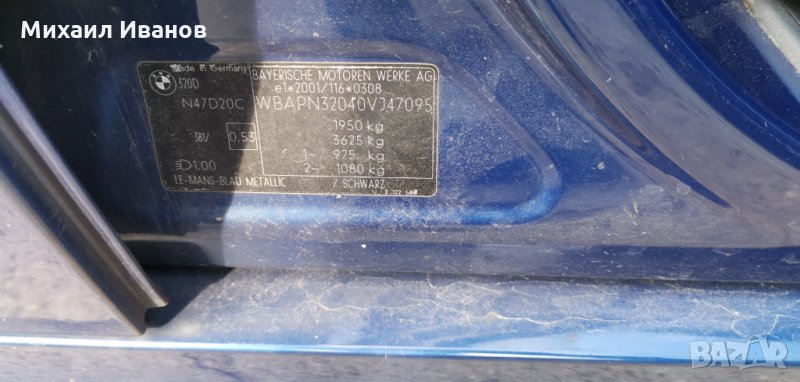 Михаил Иванов
Made in Germany BAYERISCHE MOTOREN WERKE AG
320D e1*2001/116*0308
N47D20C WBAPN32040VJ47095
1950 kg
381/ 0.53 3625 kg
1- 925 kg
1.00 2- 1080 kg
LE-MANS-BLAU METALLIC / SCHWARZ
BAZAR